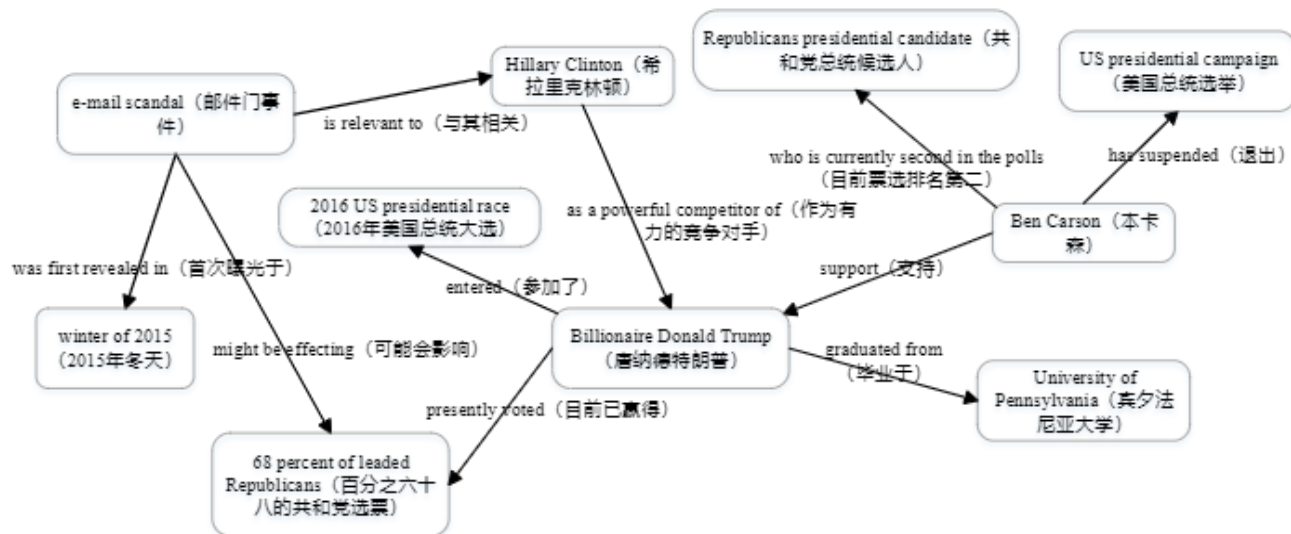 Republicans presidential candidate（共
和党总统候选人）
US presidential campaign
（美国总统选举）
Hillary Clinton（希
拉里克林顿）
e-mail scandal（邮件门事
件）
is relevant to（与其相关）
who is currently second in the polls
（目前票选排名第二）
has suspended（退出）
2016 US presidential race
（2016年美国总统大选）
as a powerful competitor of（作为有
力的竞争对手）
Ben Carson（本卡
森）
was first revealed in（首次曝光于）
entered（参加了）
support（支持）
winter of 2015
（2015年冬天）
might be effecting（可能会影响）
Billionaire Donald Trump
（唐纳德特朗普）
graduated from
（毕业于）
University of
Pennsylvania（宾夕法
尼亚大学）
presently voted（目前已赢得）
68 percent of leaded
Republicans（百分之六十
八的共和党选票）